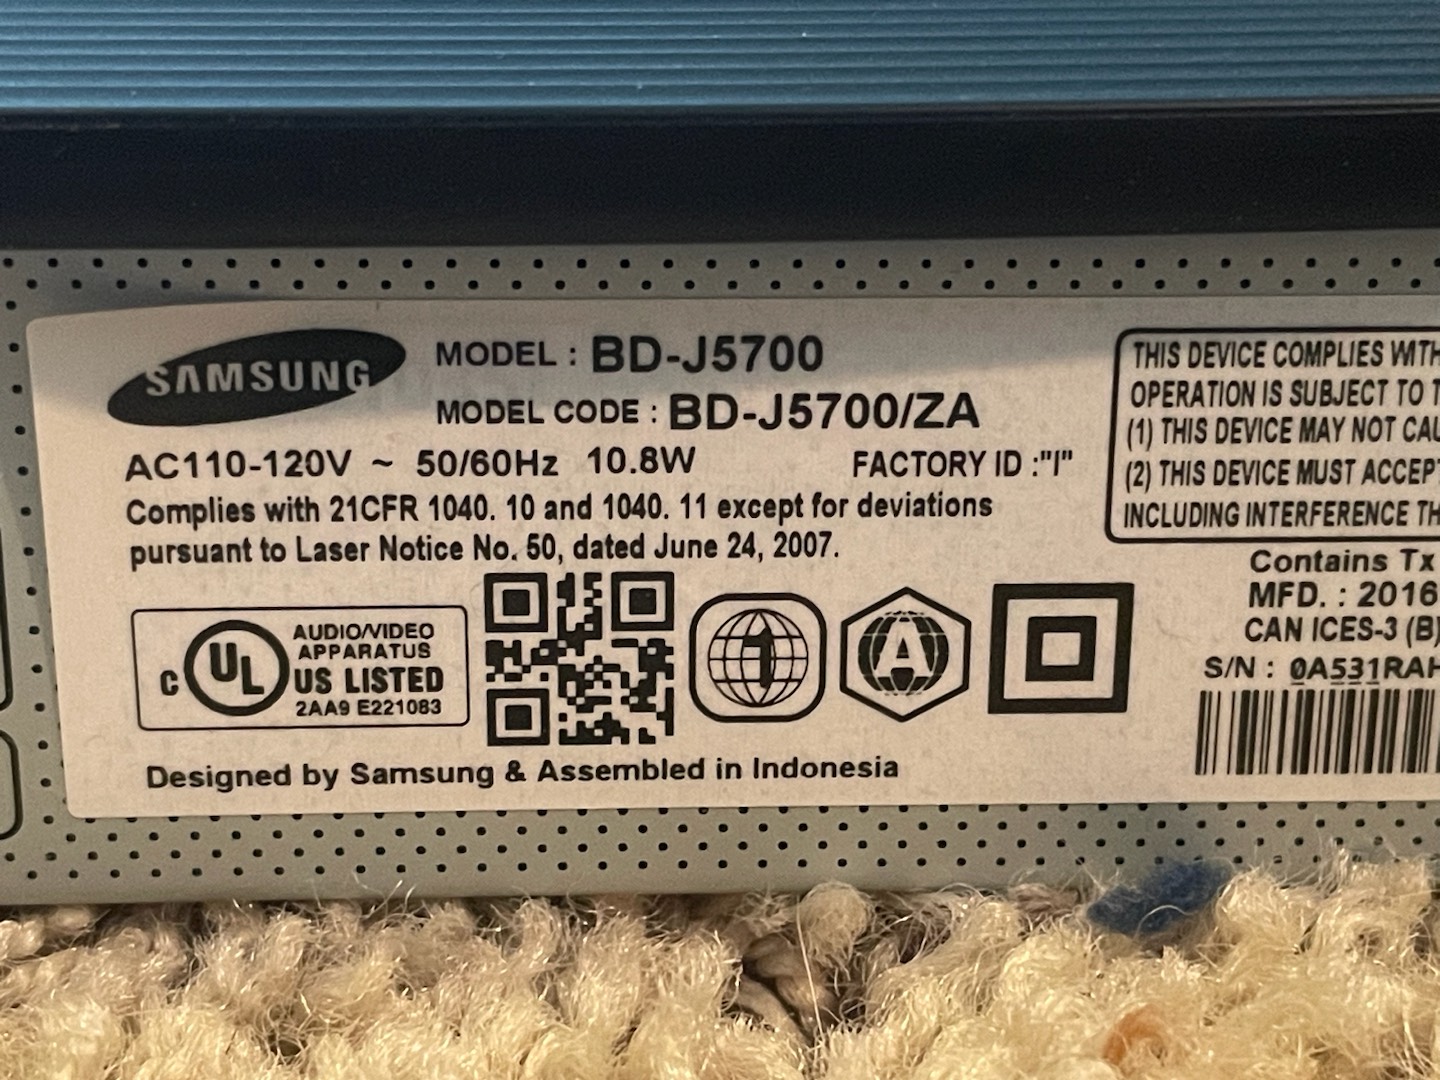 SAMSUNG
MODEL : BD-J5700
MODEL CODE : BD-J5700/ZA
AC110-120V ~ 50/60Hz 10.8W FACTORY ID :"I"
Complies with 21CFR 1040. 10 and 1040. 11 except for deviations
pursuant to Laser Notice No. 50, dated June 24, 2007.
C UL
AUDIO/VIDEO
APPARATUS
US LISTED
2AA9 E221083
1
A
Designed by Samsung & Assembled in Indonesia
THIS DEVICE COMPLIES WITH
OPERATION IS SUBJECT TO
(1) THIS DEVICE MAY NOT
(2) THIS DEVICE MUST ACCEPT
INCLUDING INTERFERENCE
Contains Tx
MFD. : 2016
CAN ICES-3 (B)
S/N : 0A531RAH